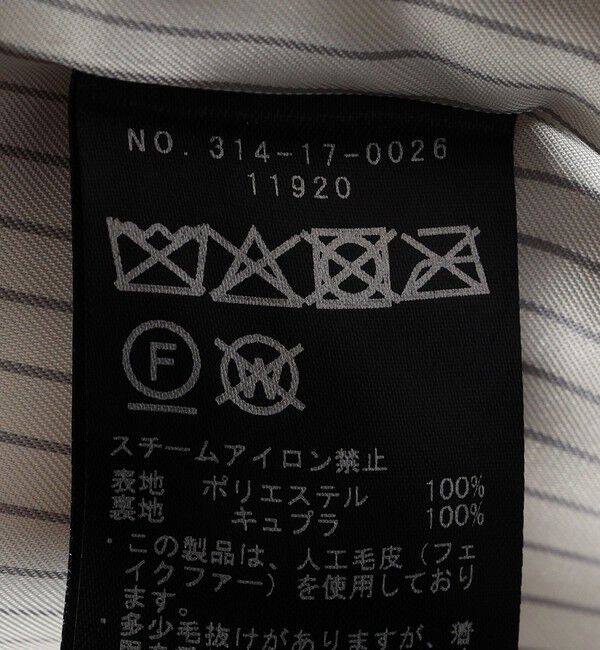 NO. 314-17-0026
11920
F W
スチームアイロン禁止
表地 ポリエステル 100%
裏地 キュプラ 100%
・この製品は、人工毛皮（フェ
イクファー）を使用しており
ます。
・多少毛抜けがありますが、着